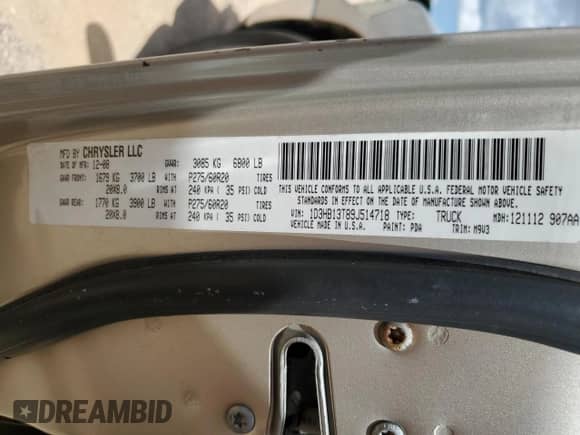 MFD BY CHRYSLER LLC
DATE OF MFR: 12-08 GVWR: 3085 KG 6800 LB
GAWR FRONT: 1679 KG 3700 LB WITH P275/60R20 TIRES
20X8.0 RIMS AT 240 KPA ( 35 PSI) COLD
GAWR REAR: 1770 KG 3900 LB WITH P275/60R20 TIRES
20X8.0 RIMS AT 240 KPA ( 35 PSI) COLD
THIS VEHICLE CONFORMS TO ALL APPLICABLE U.S.A. FEDERAL MOTOR VEHICLE SAFETY
STANDARDS IN EFFECT ON THE DATE OF MANUFACTURE SHOWN ABOVE.
VIN: 1D3HB13T89J514718 TYPE: TRUCK MDH: 121112 907AA
VEHICLE MADE IN U.S.A. PAINT: PDA TRIM: M9V3
DREAMBID